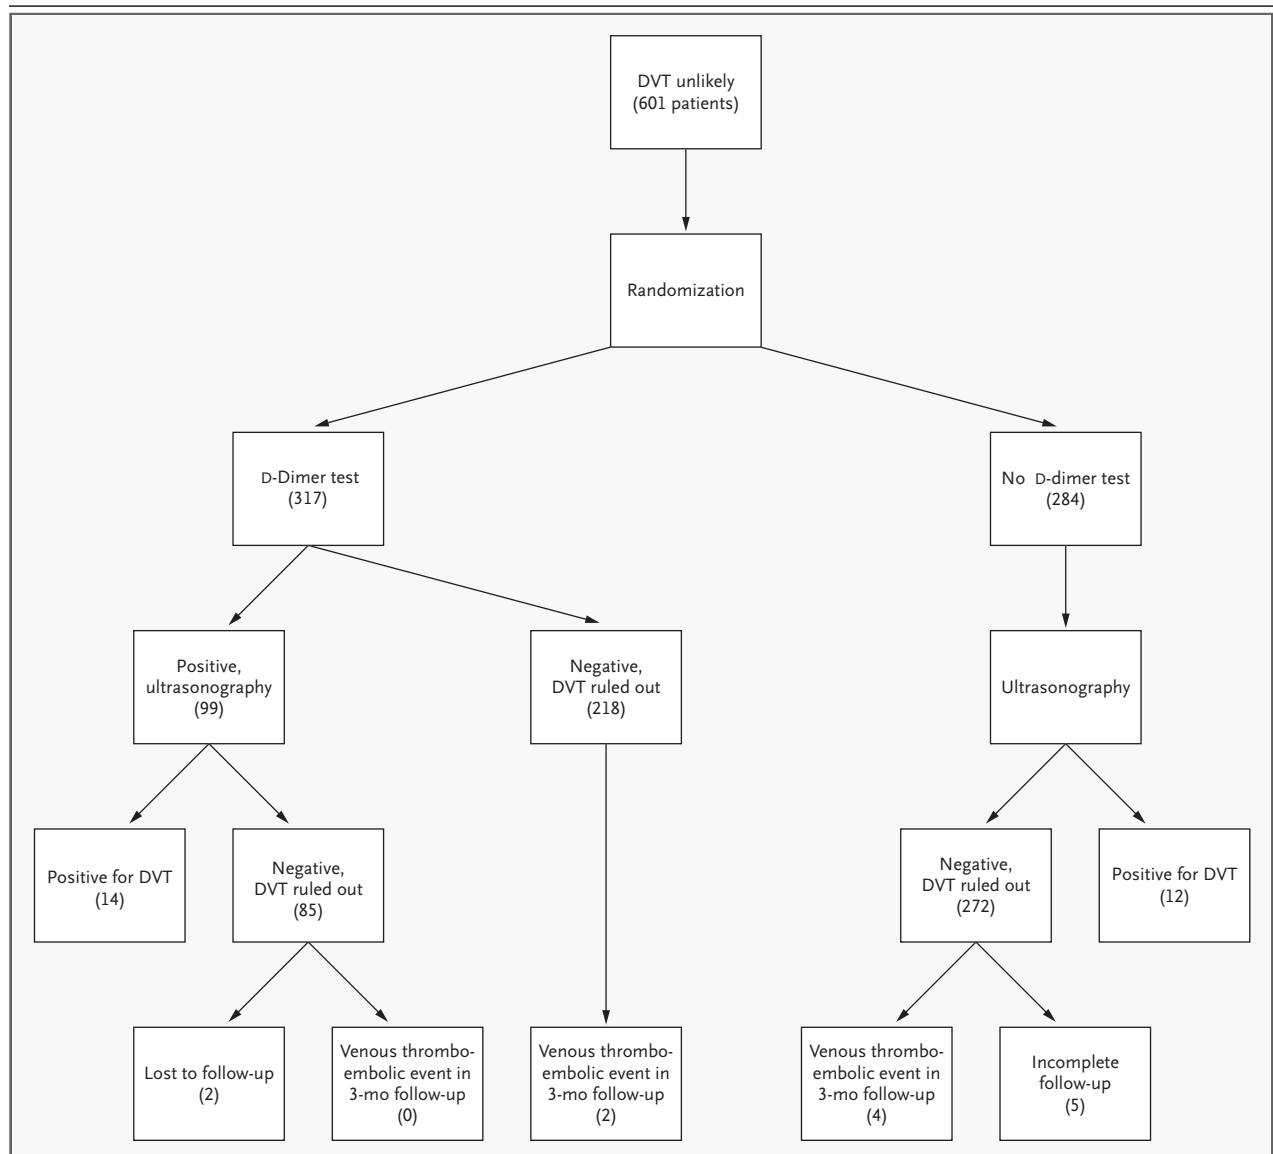 DVT unlikely
(601 patients)
Randomization
D-Dimer test
(317)
No D-dimer test
(284)
Positive,
ultrasonography
(99)
Negative,
DVT ruled out
(218)
Ultrasonography
Positive for DVT
(14)
Negative,
DVT ruled out
(85)
Negative,
DVT ruled out
(272)
Positive for DVT
(12)
Lost to follow-up
(2)
Venous thrombo-
embolic event in
3-mo follow-up
(0)
Venous thrombo-
embolic event in
3-mo follow-up
(2)
Venous thrombo-
embolic event in
3-mo follow-up
(4)
Incomplete
follow-up
(5)